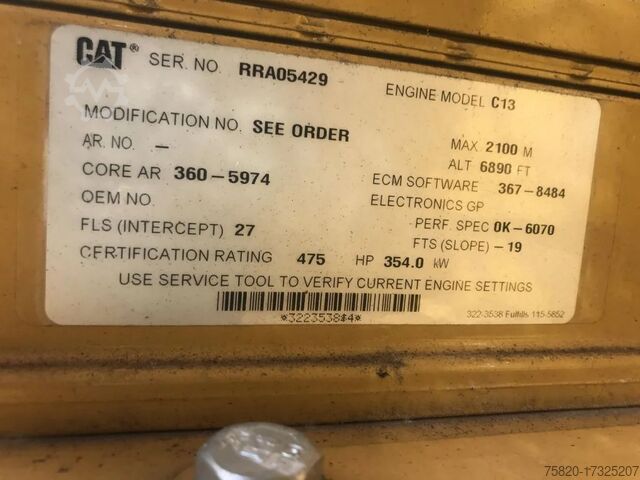 CAT® SER. NO. RRA05429 ENGINE MODEL C13
MODIFICATION NO. SEE ORDER MAX 2100 M
AR. NO. — ALT 6890 FT
CORE AR 360-5974 ECM SOFTWARE 367-8484
OEM NO. ELECTRONICS GP
FLS (INTERCEPT) 27 PERF. SPEC 0K-6070
FTS (SLOPE) -19
CERTIFICATION RATING 475 HP 354.0 kW
USE SERVICE TOOL TO VERIFY CURRENT ENGINE SETTINGS
*3223538$4*
322-3538 Fulfills 115-5852
75820-17325207